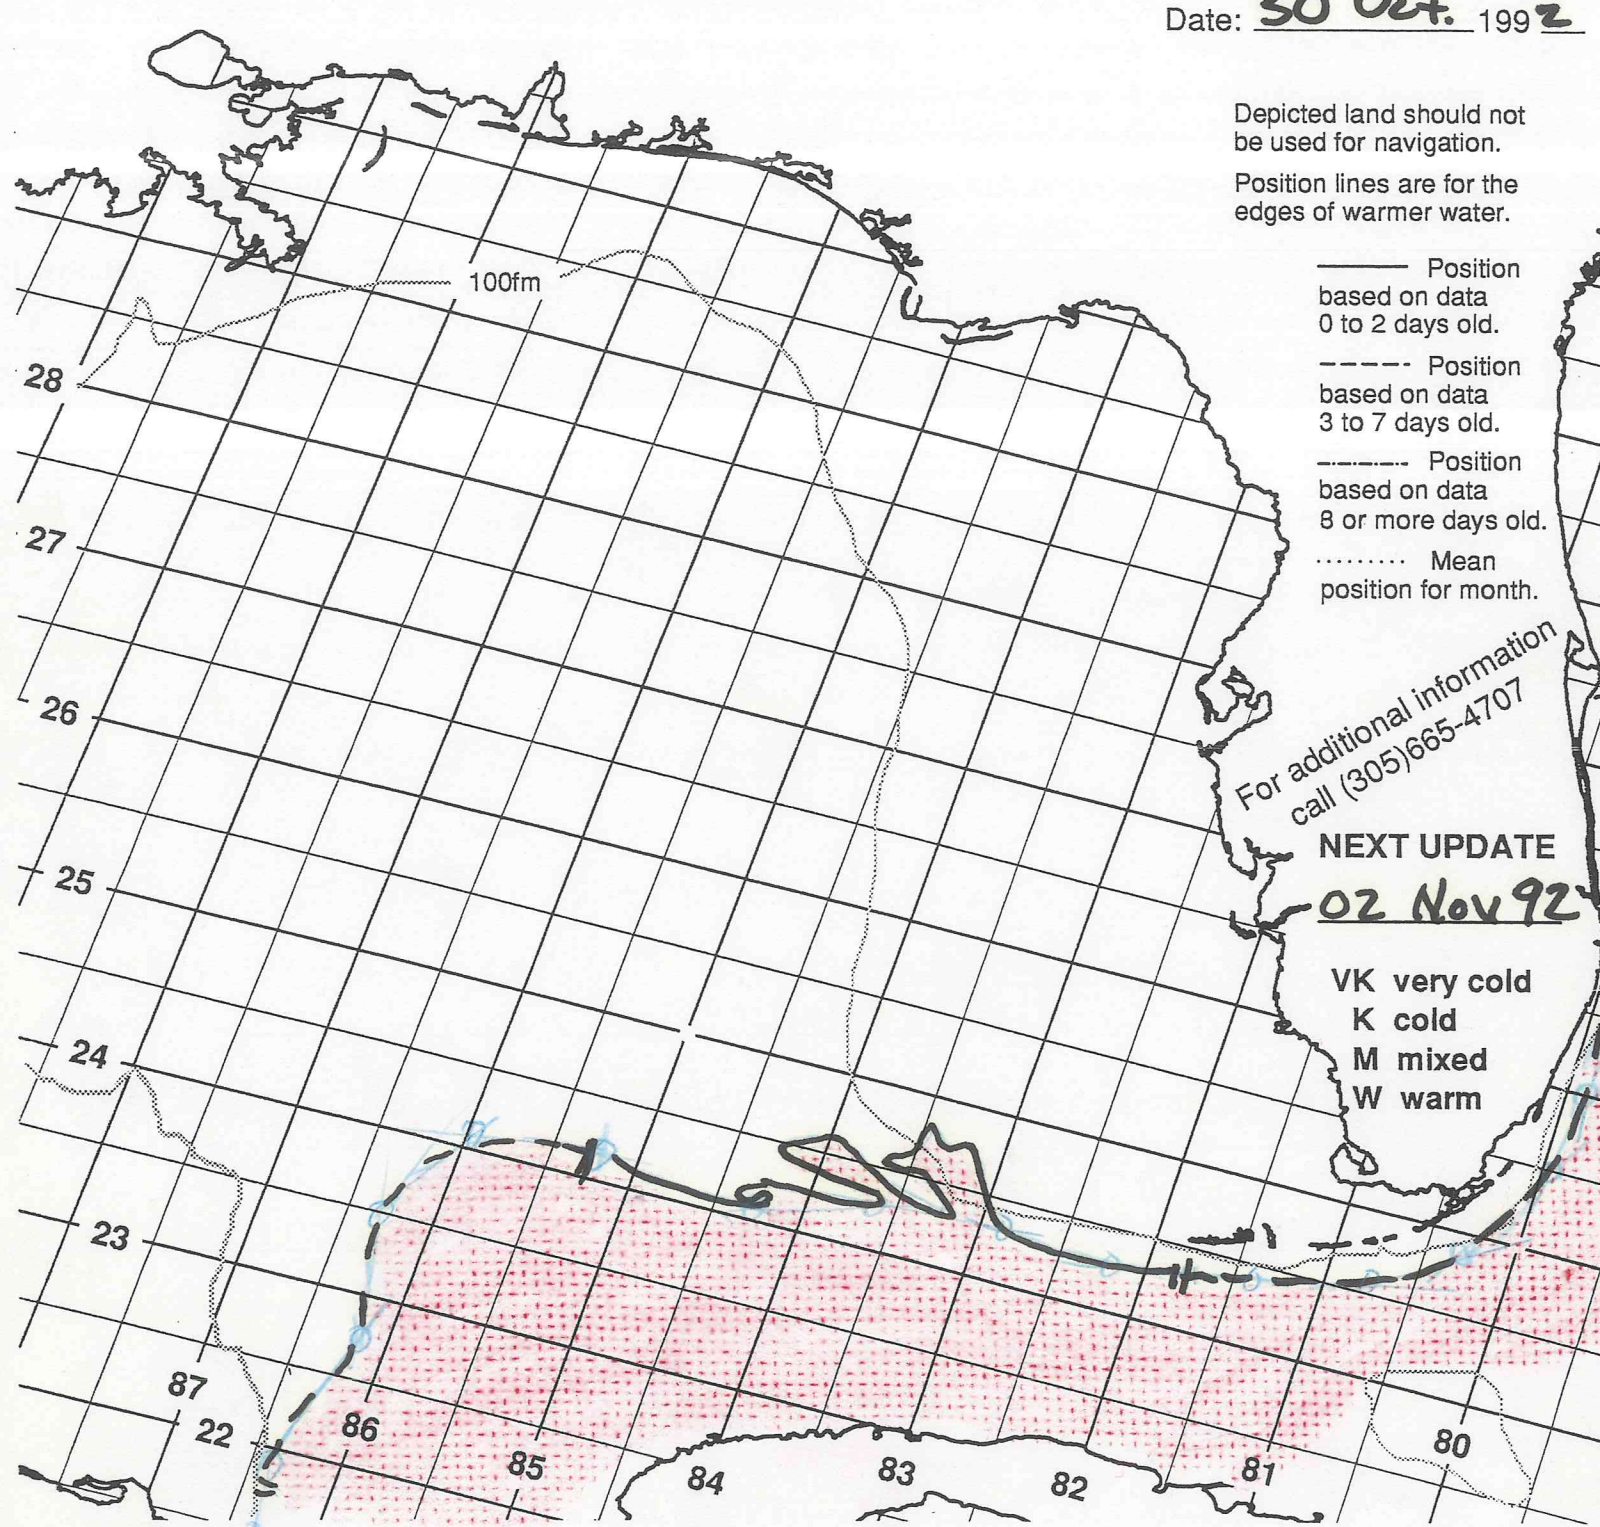 Date: 30 Oct. 1992
Depicted land should not
be used for navigation.
Position lines are for the
edges of warmer water.
Position
based on data
0 to 2 days old.
Position
based on data
3 to 7 days old.
Position
based on data
8 or more days old.
Mean
position for month.
For additional information
call (305)665-4707
NEXT UPDATE
02 Nov 92
VK very cold
K cold
M mixed
W warm
100fm
28
27
26
25
24
23
22
87
86
85
84
83
82
81
80